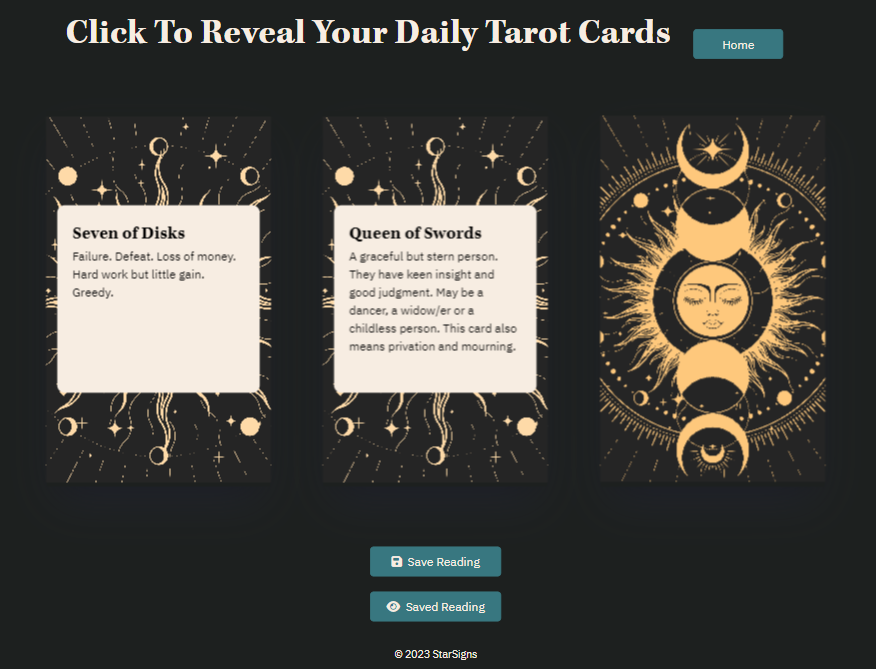 Click To Reveal Your Daily Tarot Cards
Home
Seven of Disks
Failure. Defeat. Loss of money.
Hard work but little gain.
Greedy.
Queen of Swords
A graceful but stern person.
They have keen insight and
good judgment. May be a
dancer, a widow/er or a
childless person. This card also
means privation and mourning.
Save Reading
Saved Reading
© 2023 StarSigns